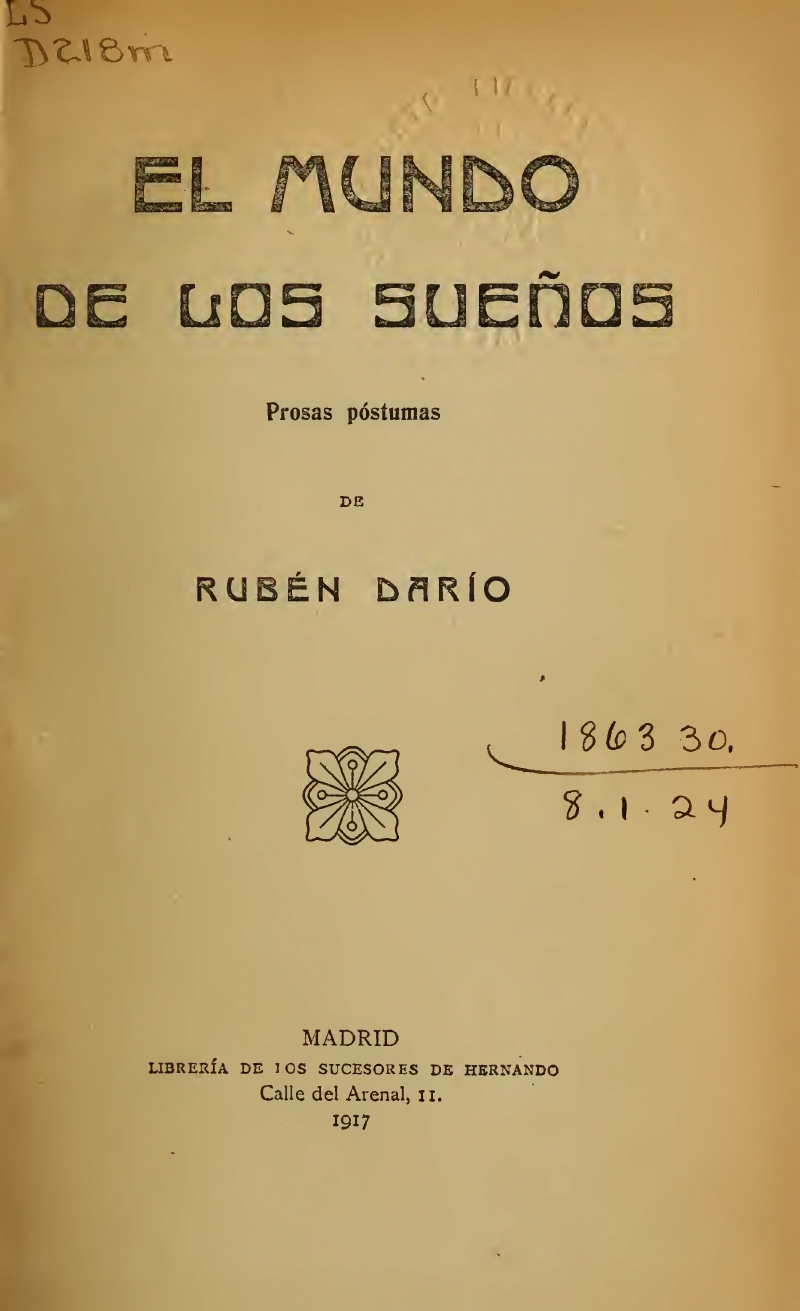 LS
D218m
EL MUNDO
DE LOS SUEÑOS
Prosas póstumas
DE
RUBÉN DARÍO
186330.
8.1.24
MADRID
LIBRERÍA DE LOS SUCESORES DE HERNANDO
Calle del Arenal, 11.
1917